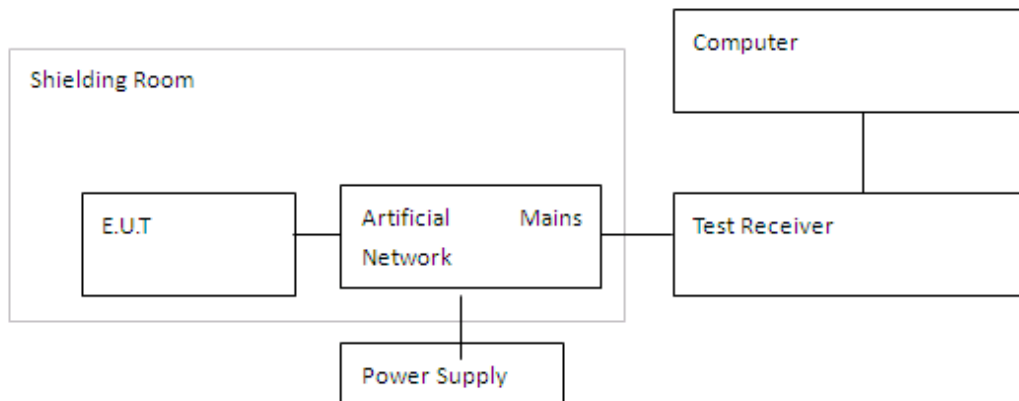 Computer
Shielding Room
E.U.T
Artificial Mains
Network
Test Receiver
Power Supply